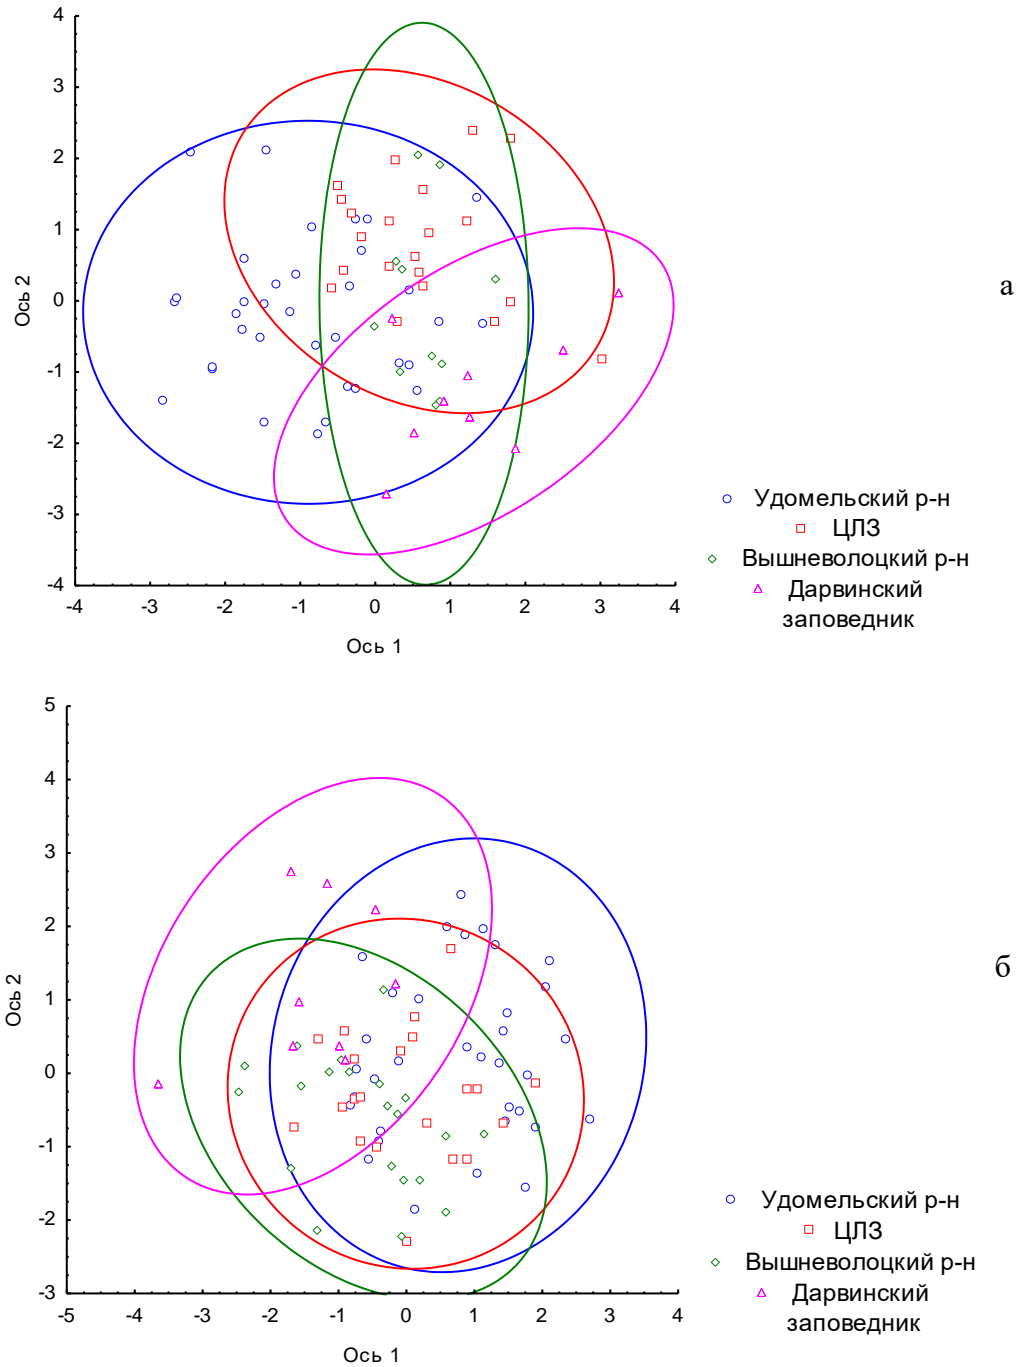 4
3
2
1
0
-1
-2
-3
-4
Ось 2
-4 -3 -2 -1 0 1 2 3 4
Ось 1
а
Удомельский р-н
ЦЛЗ
Вышневолоцкий р-н
Дарвинский
заповедник
5
4
3
2
1
0
-1
-2
-3
Ось 2
-5 -4 -3 -2 -1 0 1 2 3 4
Ось 1
б
Удомельский р-н
ЦЛЗ
Вышневолоцкий р-н
Дарвинский
заповедник